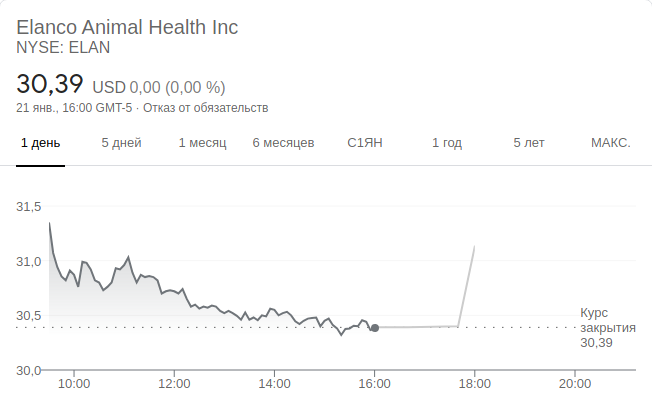 Elanco Animal Health Inc
NYSE: ELAN
30,39 USD 0,00 (0,00 %)
21 янв., 16:00 GMT-5 · Отказ от обязательств
1 день 5 дней 1 месяц 6 месяцев С1ЯН 1 год 5 лет МАКС.
31,5
31,0
30,5
30,0
Курс
закрытия
30,39
10:00 12:00 14:00 16:00 18:00 20:00